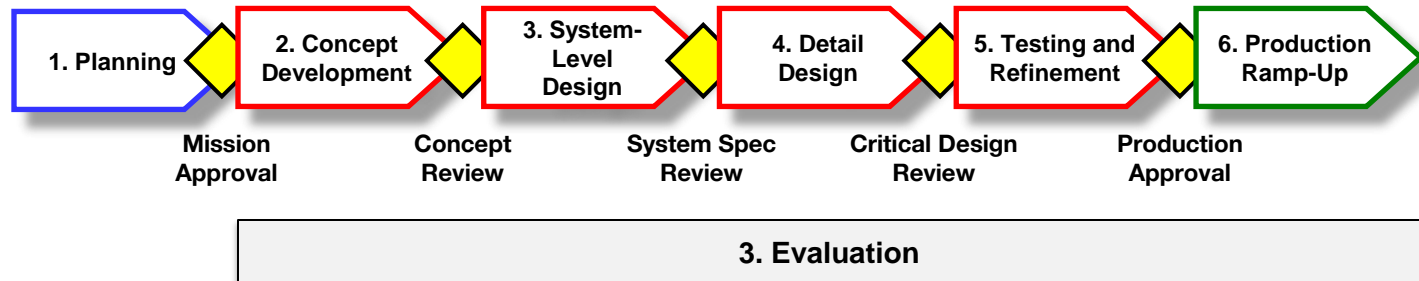 1. Planning
2. Concept
Development
3. System-
Level
Design
4. Detail
Design
5. Testing and
Refinement
6. Production
Ramp-Up
Mission
Approval
Concept
Review
System Spec
Review
Critical Design
Review
Production
Approval
3. Evaluation